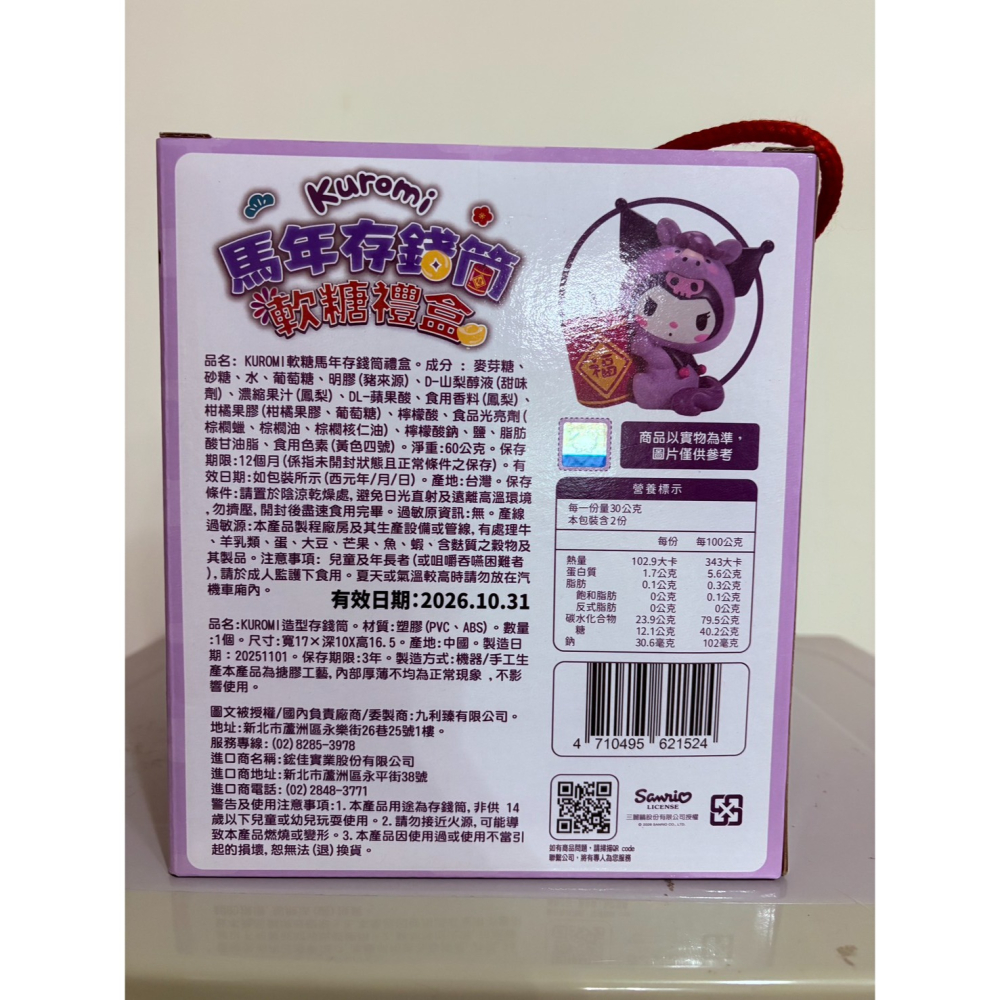 Kuromi
馬年存錢筒
軟糖禮盒
品名: KUROMI軟糖馬年存錢筒禮盒。成分 : 麥芽糖、
砂糖、水、葡萄糖、明膠(豬來源)、D-山梨醇液(甜味
劑)、濃縮果汁(鳳梨)、DL-蘋果酸、食用香料(鳳梨)、
柑橘果膠(柑橘果膠、葡萄糖)、檸檬酸、食品光亮劑(
棕櫚蠟、棕櫚油、棕櫚核仁油)、檸檬酸鈉、鹽、脂肪
酸甘油脂、食用色素(黃色四號)。淨重:60公克。保存
期限:12個月(係指未開封狀態且正常條件之保存)。有
效日期:如包裝所示(西元年/月/日)。產地:台灣。保存
條件:請置於陰涼乾燥處,避免日光直射及遠離高溫環境
,勿擠壓,開封後盡速食用完畢。過敏原資訊:無。產線
過敏源:本產品製程廠房及其生產設備或管線,有處理牛
、羊乳類、蛋、大豆、芒果、魚、蝦、含麩質之穀物及
其製品。注意事項: 兒童及年長者(或咀嚼吞嚥困難者
),請於成人監護下食用。夏天或氣溫較高時請勿放在汽
機車廂內。
有效日期:2026.10.31
品名:KUROMI造型存錢筒。材質:塑膠(PVC、ABS)。數量
:1個。尺寸:寬17×深10X高16.5。產地:中國。製造日
期:20251101。保存期限:3年。製造方式:機器/手工生
產本產品為搪膠工藝,內部厚薄不均為正常現象 ,不影
響使用。
圖文被授權/國內負責廠商/委製商:九利臻有限公司。
地址:新北市蘆洲區永樂街26巷25號1樓。
服務專線:(02)8285-3978
進口商名稱:鋐佳實業股份有限公司
進口商地址:新北市蘆洲區永平街38號
進口商電話:(02)2848-3771
警告及使用注意事項:1.本產品用途為存錢筒,非供 14
歲以下兒童或幼兒玩耍使用。2.請勿接近火源,可能導
致本產品燃燒或變形。3.本產品因使用過或使用不當引
起的損壞,恕無法(退)換貨。
福
商品以實物為準,
圖片僅供參考
營養標示
每一份量30公克
本包裝含2份
每份 每100公克
熱量 102.9大卡 343大卡
蛋白質 1.7公克 5.6公克
脂肪 0.1公克 0.3公克
飽和脂肪 0公克 0.1公克
反式脂肪 0公克 0公克
碳水化合物 23.9公克 79.5公克
糖 12.1公克 40.2公克
鈉 30.6毫克 102毫克
4 710495 621524
Sanrio
LICENSE
三麗鷗股份有限公司授權
如有商品問題,請掃描QR code
聯繫公司,將有專人為您服務